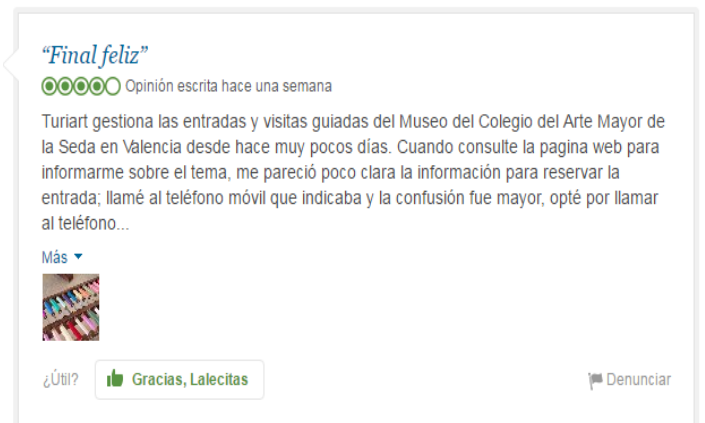 “Final feliz”
Opinión escrita hace una semana
Turiart gestiona las entradas y visitas guiadas del Museo del Colegio del Arte Mayor de
la Seda en Valencia desde hace muy pocos días. Cuando consulte la pagina web para
informarme sobre el tema, me pareció poco clara la información para reservar la
entrada; llamé al teléfono móvil que indicaba y la confusión fue mayor, opté por llamar
al teléfono...
Más
¿Útil? Gracias, Lalecitas Denunciar